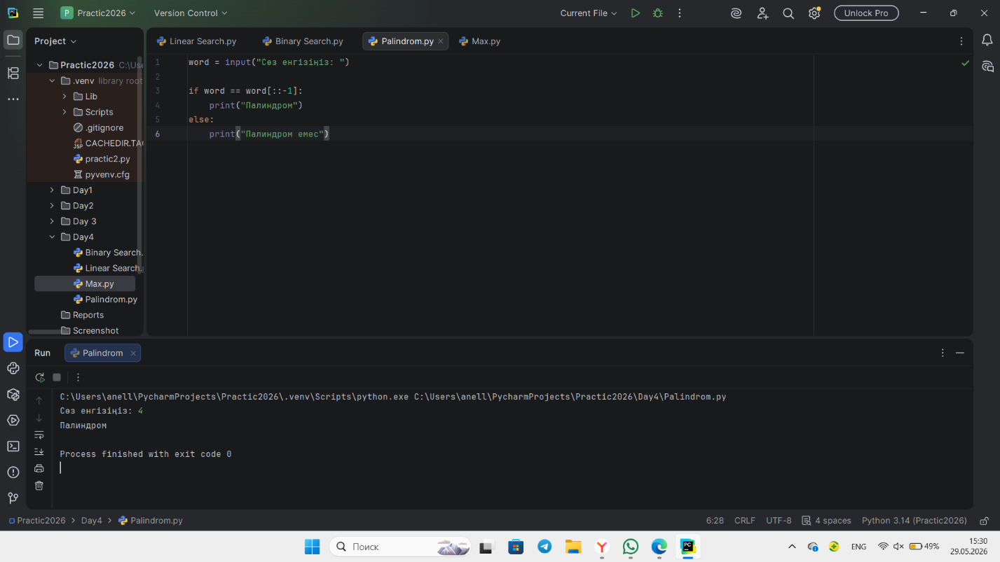 P Practic2026
Version Control
Current File
Unlock Pro
Project
Linear Search.py
Binary Search.py
Palindrom.py
Max.py
Practic2026 C:\Use
.venv library root
Lib
Scripts
.gitignore
CACHEDIR.TAG
practic2.py
pyvenv.cfg
Day1
Day2
Day 3
Day4
Binary Search.
Linear Search.
Max.py
Palindrom.py
Reports
Screenshot
1 word = input("Сөз енгізіңіз: ")
2
3 if word == word[::-1]:
4 print("Палиндром")
5 else:
6 print("Палиндром емес")
Run
Palindrom
C:\Users\anell\PycharmProjects\Practic2026\.venv\Scripts\python.exe C:\Users\anell\PycharmProjects\Practic2026\Day4\Palindrom.py
Сөз енгізіңіз: 4
Палиндром
Process finished with exit code 0
Practic2026 > Day4 > Palindrom.py
6:28 CRLF UTF-8 4 spaces Python 3.14 (Practic2026)
Поиск
ENG
49%
15:30
29.05.2026